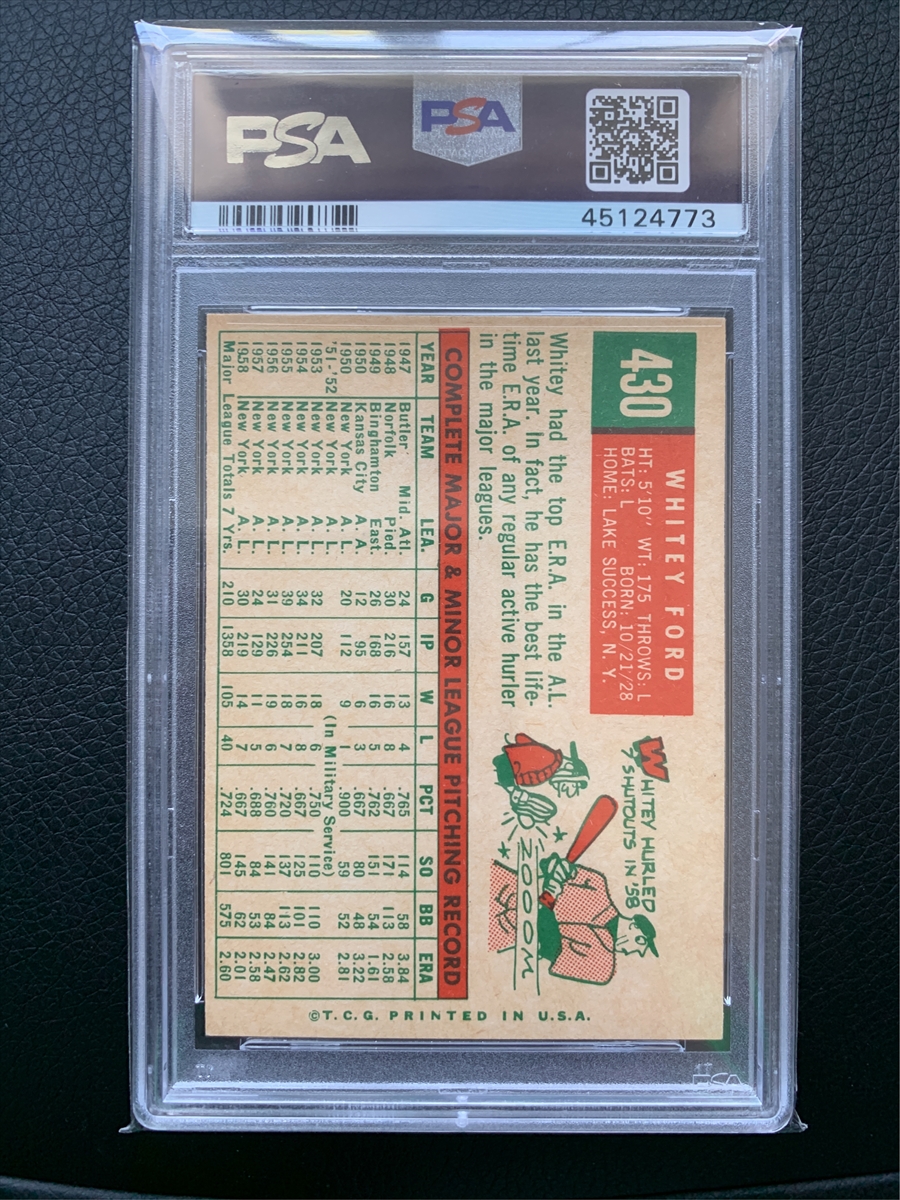 PSA
PSA
45124773
430
WHITEY FORD
HT: 5'10" WT: 175 THROWS: L
BATS: L BORN: 10/21/28
HOME: LAKE SUCCESS, N. Y.
WHITEY HURLED
7 SHUTOUTS IN '58
ZOOOM
Whitey had the top E.R.A. in the A.L.
last year. In fact, he has the best life-
time E.R.A. of any regular active hurler
in the major leagues.
COMPLETE MAJOR & MINOR LEAGUE PITCHING RECORD
YEAR TEAM LEA. G IP W L PCT SO BB ERA
1947 Butler Mid. Atl. 24 157 13 4 .765 114 58 3.84
1948 Norfolk Pied. 30 216 16 8 .667 171 113 2.58
1949 Binghamton East. 26 168 16 5 .762 151 54 1.61
1950 Kansas City A. A. 12 95 6 3 .667 80 48 3.22
1950 New York A. L. 20 112 9 1 .900 59 52 2.81
'51-'52 New York A. L. (In Military Service)
1953 New York A. L. 32 207 18 6 .750 110 110 3.00
1954 New York A. L. 34 211 16 8 .667 125 101 2.82
1955 New York A. L. 39 254 18 7 .720 137 113 2.62
1956 New York A. L. 31 226 19 6 .760 141 84 2.47
1957 New York A. L. 24 129 11 5 .688 84 53 2.58
1958 New York A. L. 30 219 14 7 .667 145 62 2.01
Major League Totals 7 Yrs. 210 1358 105 40 .724 801 575 2.60
©T.C.G. PRINTED IN U.S.A.
PSA